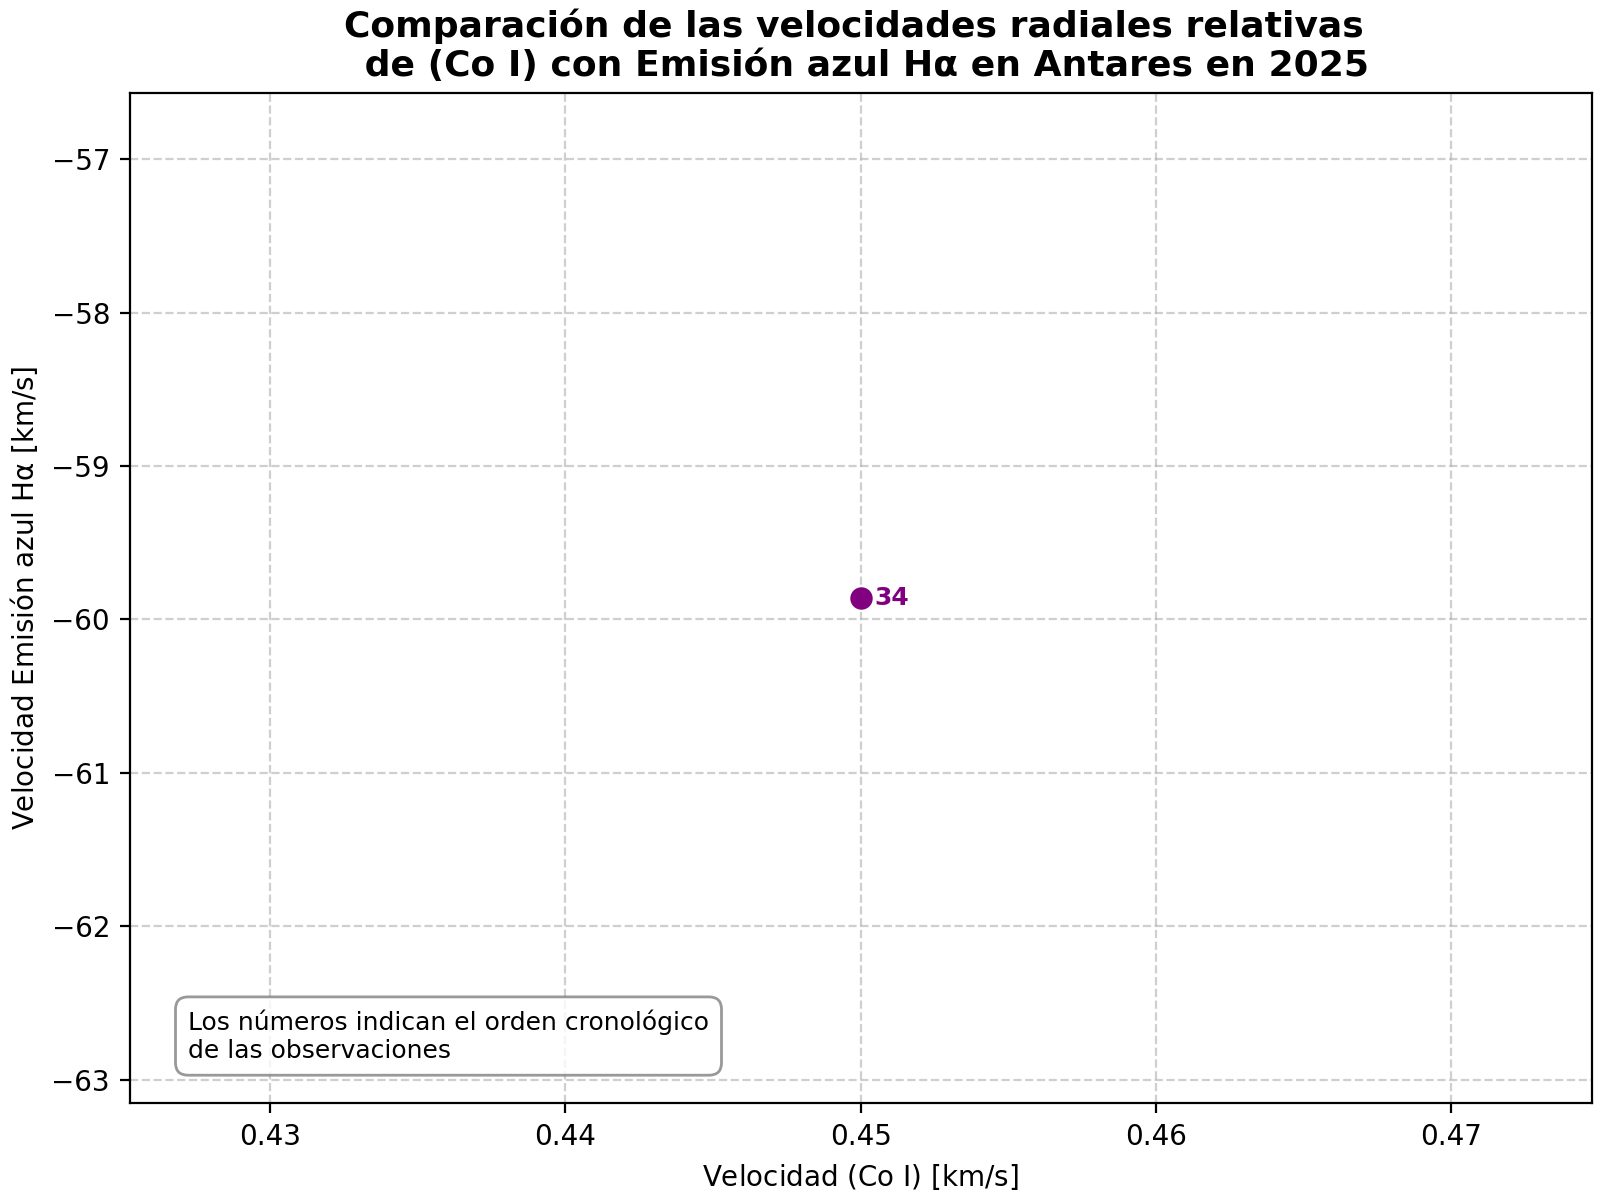 Comparación de las velocidades radiales relativas
de (Co I) con Emisión azul Hα en Antares en 2025
Velocidad Emisión azul Hα [km/s]
−57
−58
−59
−60
−61
−62
−63
34
Los números indican el orden cronológico
de las observaciones
0.43
0.44
0.45
0.46
0.47
Velocidad (Co I) [km/s]